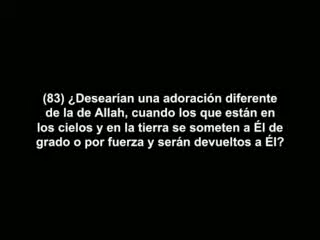 (83) ¿Desearían una adoración diferente
de la de Allah, cuando los que están en
los cielos y en la tierra se someten a Él de
grado o por fuerza y serán devueltos a Él?